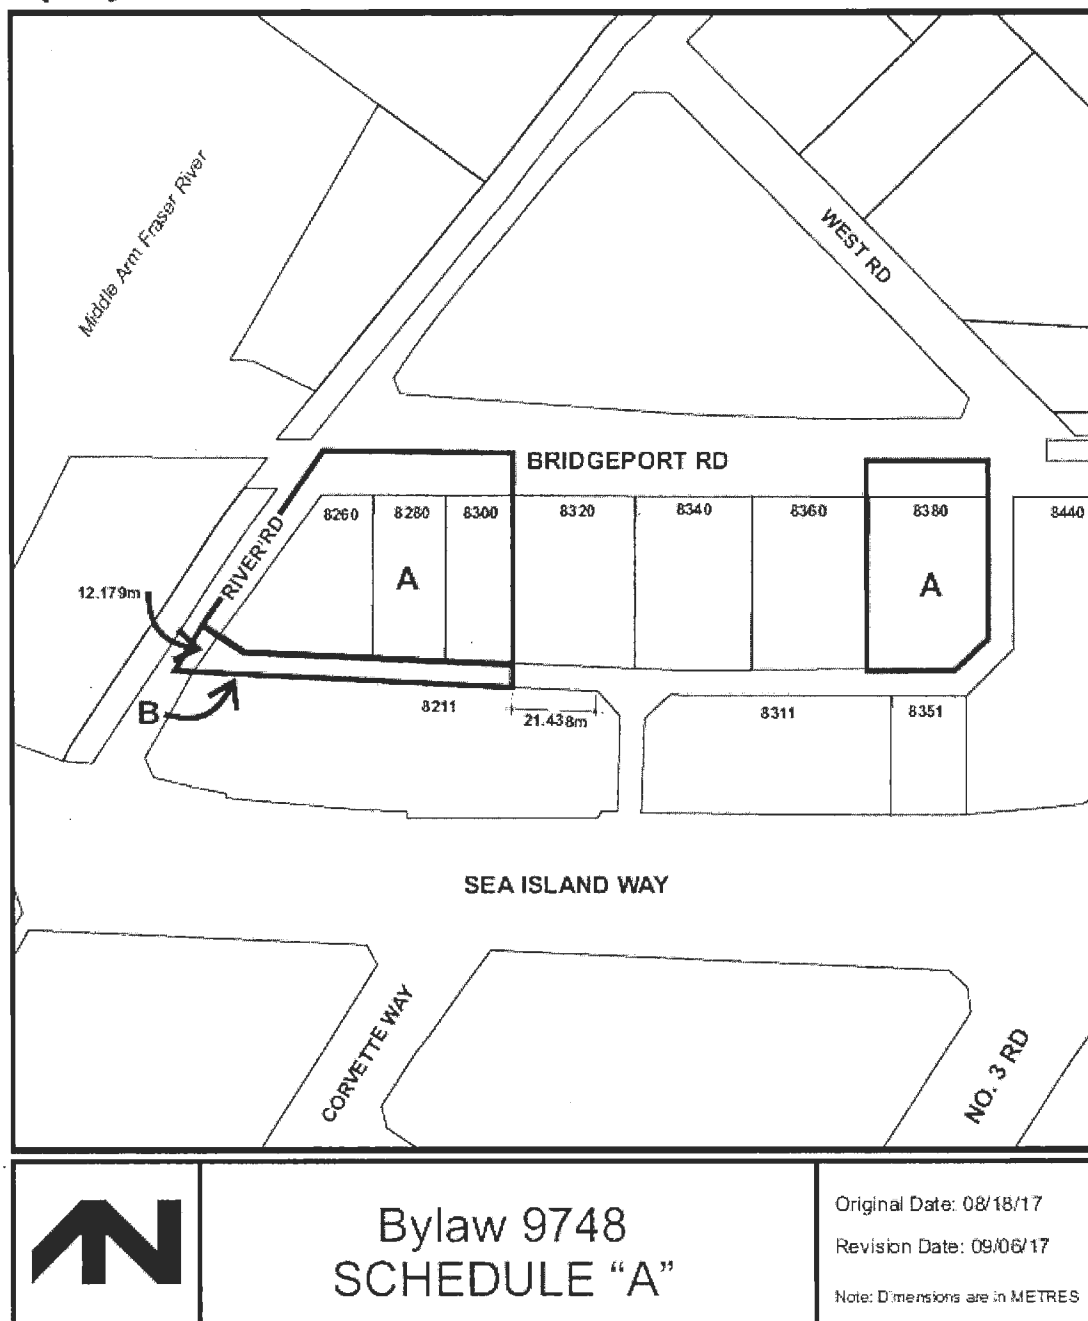 Middle Arm Fraser River
WEST RD
BRIDGEPORT RD
8260
8280
8300
8320
8340
8360
8380
8440
RIVER RD
A
A
12.179m
B
8211
21.438m
8311
8351
SEA ISLAND WAY
CORVETTE WAY
NO. 3 RD
N
Bylaw 9748
SCHEDULE “A”
Original Date: 08/18/17
Revision Date: 09/06/17
Note: Dimensions are in METRES